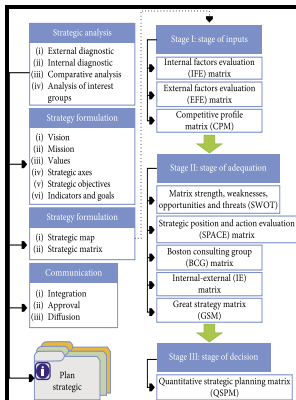 Strategic analysis
(i) External diagnostic
(ii) Internal diagnostic
(iii) Comparative analysis
(iv) Analysis of interest
groups
Strategy formulation
(i) Vision
(ii) Mission
(iii) Values
(iv) Strategic axes
(v) Strategic objectives
(vi) Indicators and goals
Strategy formulation
(i) Strategic map
(ii) Strategic matrix
Communication
(i) Integration
(ii) Approval
(iii) Diffusion
i
Plan
strategic
Stage I: stage of inputs
Internal factors evaluation
(IFE) matrix
External factors evaluation
(EFE) matrix
Competitive profile
matrix (CPM)
Stage II: stage of adequation
Matrix strength, weaknesses,
opportunities and threats (SWOT)
Strategic position and action evaluation
(SPACE) matrix
Boston consulting group
(BCG) matrix
Internal-external (IE)
matrix
Great strategy matrix
(GSM)
Stage III: stage of decision
Quantitative strategic planning matrix
(QSPM)